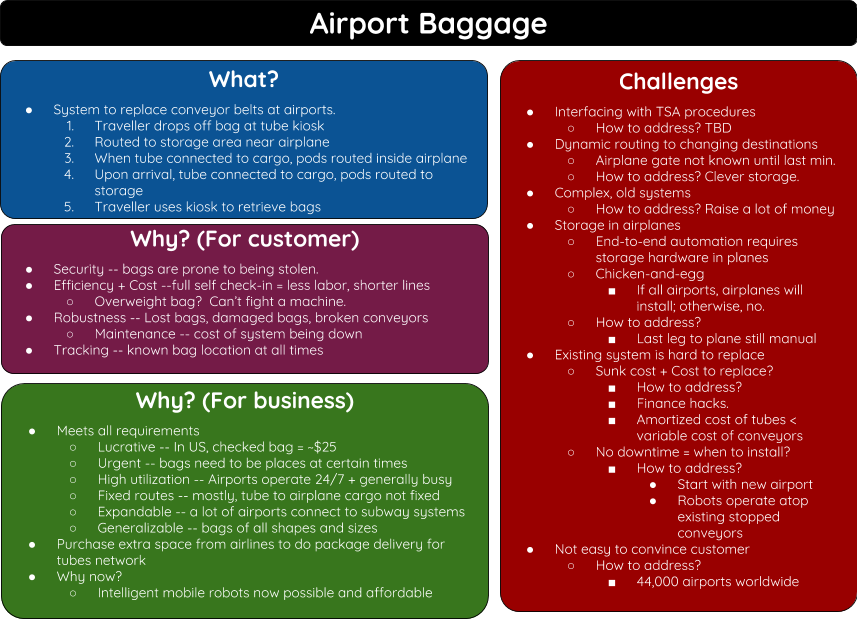 Airport Baggage
What?
● System to replace conveyor belts at airports.
1. Traveller drops off bag at tube kiosk
2. Routed to storage area near airplane
3. When tube connected to cargo, pods routed inside airplane
4. Upon arrival, tube connected to cargo, pods routed to
storage
5. Traveller uses kiosk to retrieve bags
Why? (For customer)
● Security -- bags are prone to being stolen.
● Efficiency + Cost --full self check-in = less labor, shorter lines
○ Overweight bag? Can't fight a machine.
● Robustness -- Lost bags, damaged bags, broken conveyors
○ Maintenance -- cost of system being down
● Tracking -- known bag location at all times
Why? (For business)
● Meets all requirements
○ Lucrative -- In US, checked bag = ~$25
○ Urgent -- bags need to be places at certain times
○ High utilization -- Airports operate 24/7 + generally busy
○ Fixed routes -- mostly, tube to airplane cargo not fixed
○ Expandable -- a lot of airports connect to subway systems
○ Generalizable -- bags of all shapes and sizes
● Purchase extra space from airlines to do package delivery for
tubes network
● Why now?
○ Intelligent mobile robots now possible and affordable
Challenges
● Interfacing with TSA procedures
○ How to address? TBD
● Dynamic routing to changing destinations
○ Airplane gate not known until last min.
○ How to address? Clever storage.
● Complex, old systems
○ How to address? Raise a lot of money
● Storage in airplanes
○ End-to-end automation requires
storage hardware in planes
○ Chicken-and-egg
■ If all airports, airplanes will
install; otherwise, no.
○ How to address?
■ Last leg to plane still manual
● Existing system is hard to replace
○ Sunk cost + Cost to replace?
■ How to address?
■ Finance hacks.
■ Amortized cost of tubes <
variable cost of conveyors
○ No downtime = when to install?
■ How to address?
● Start with new airport
● Robots operate atop
existing stopped
conveyors
● Not easy to convince customer
○ How to address?
■ 44,000 airports worldwide